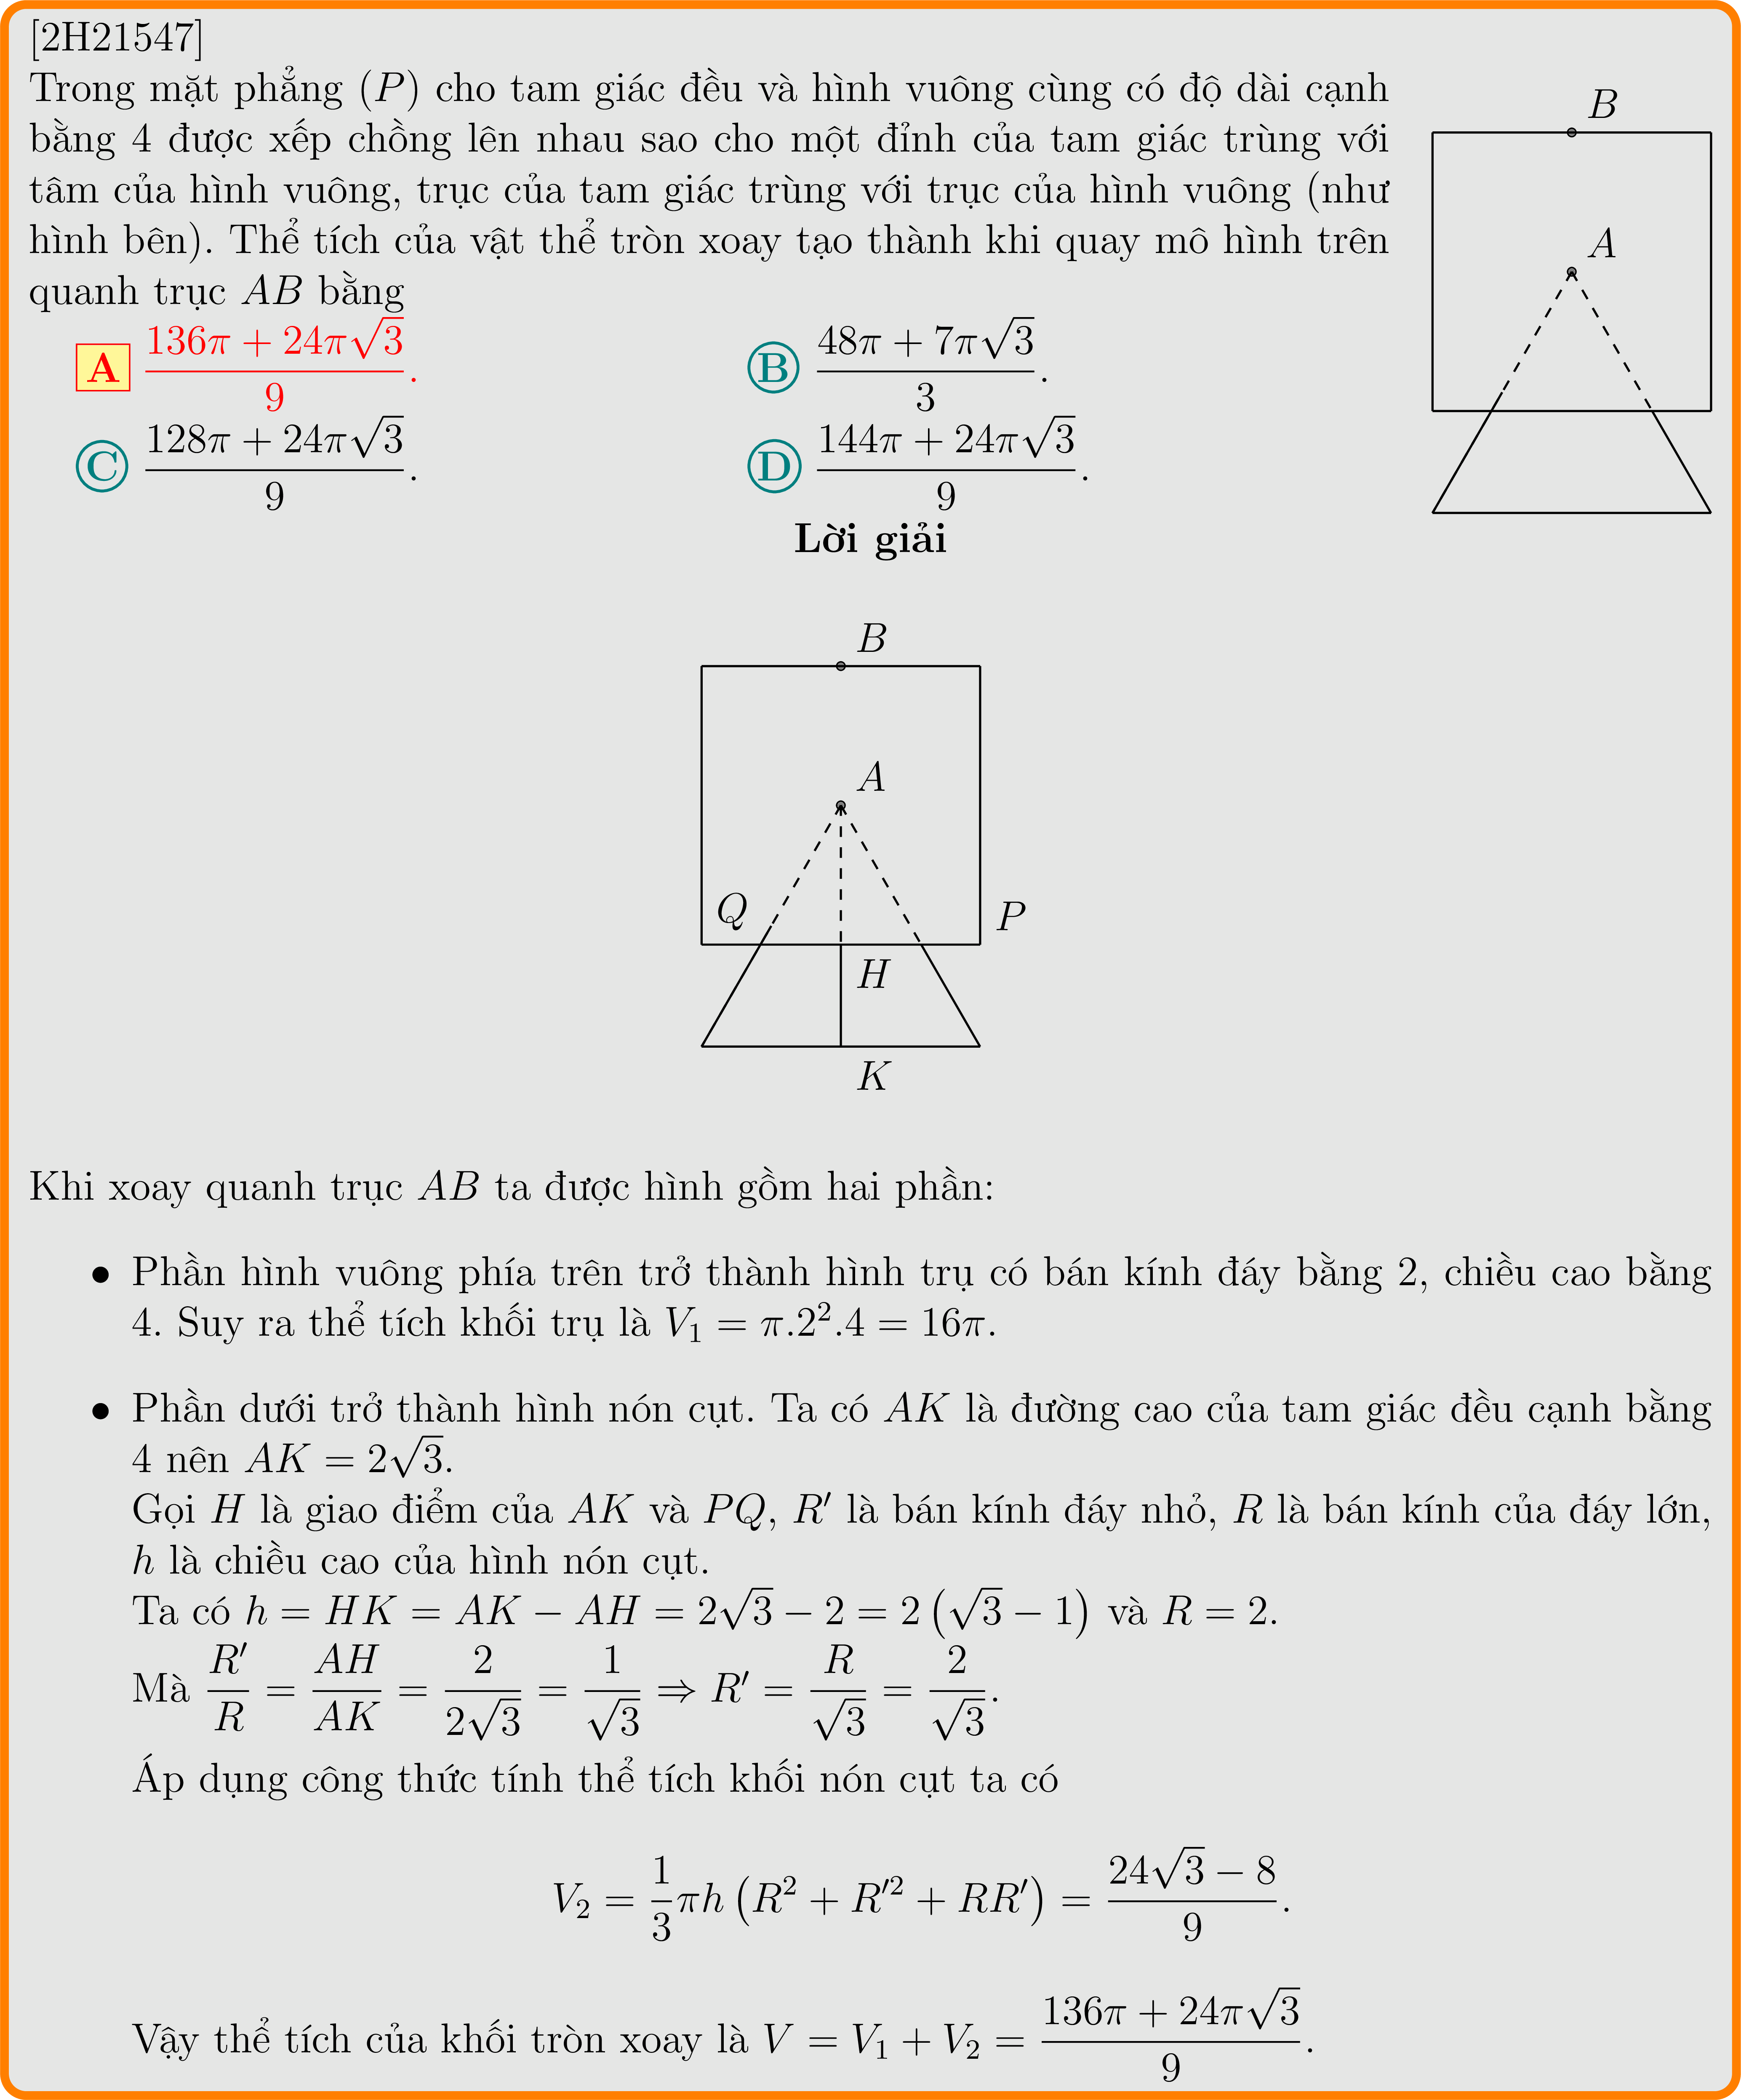 [2H21547]
Trong mặt phẳng (P) cho tam giác đều và hình vuông cùng có độ dài cạnh
bằng 4 được xếp chồng lên nhau sao cho một đỉnh của tam giác trùng với
tâm của hình vuông, trục của tam giác trùng với trục của hình vuông (như
hình bên). Thể tích của vật thể tròn xoay tạo thành khi quay mô hình trên
quanh trục AB bằng
A $\frac{136\pi + 24\pi\sqrt{3}}{9}$. B $\frac{48\pi + 7\pi\sqrt{3}}{3}$.
C $\frac{128\pi + 24\pi\sqrt{3}}{9}$. D $\frac{144\pi + 24\pi\sqrt{3}}{9}$.
B
A
Lời giải
B
A
Q
P
H
K
Khi xoay quanh trục AB ta được hình gồm hai phần:
• Phần hình vuông phía trên trở thành hình trụ có bán kính đáy bằng 2, chiều cao bằng
4. Suy ra thể tích khối trụ là $V_1 = \pi.2^2.4 = 16\pi$.
• Phần dưới trở thành hình nón cụt. Ta có AK là đường cao của tam giác đều cạnh bằng
4 nên $AK = 2\sqrt{3}$.
Gọi H là giao điểm của AK và PQ, R′ là bán kính đáy nhỏ, R là bán kính của đáy lớn,
h là chiều cao của hình nón cụt.
Ta có $h = HK = AK - AH = 2\sqrt{3} - 2 = 2\left(\sqrt{3} - 1\right)$ và $R = 2$.
Mà $\frac{R'}{R} = \frac{AH}{AK} = \frac{2}{2\sqrt{3}} = \frac{1}{\sqrt{3}} \Rightarrow R' = \frac{R}{\sqrt{3}} = \frac{2}{\sqrt{3}}$.
Áp dụng công thức tính thể tích khối nón cụt ta có
$V_2 = \frac{1}{3}\pi h\left(R^2 + R'^2 + RR'\right) = \frac{24\sqrt{3} - 8}{9}$.
Vậy thể tích của khối tròn xoay là $V = V_1 + V_2 = \frac{136\pi + 24\pi\sqrt{3}}{9}$.